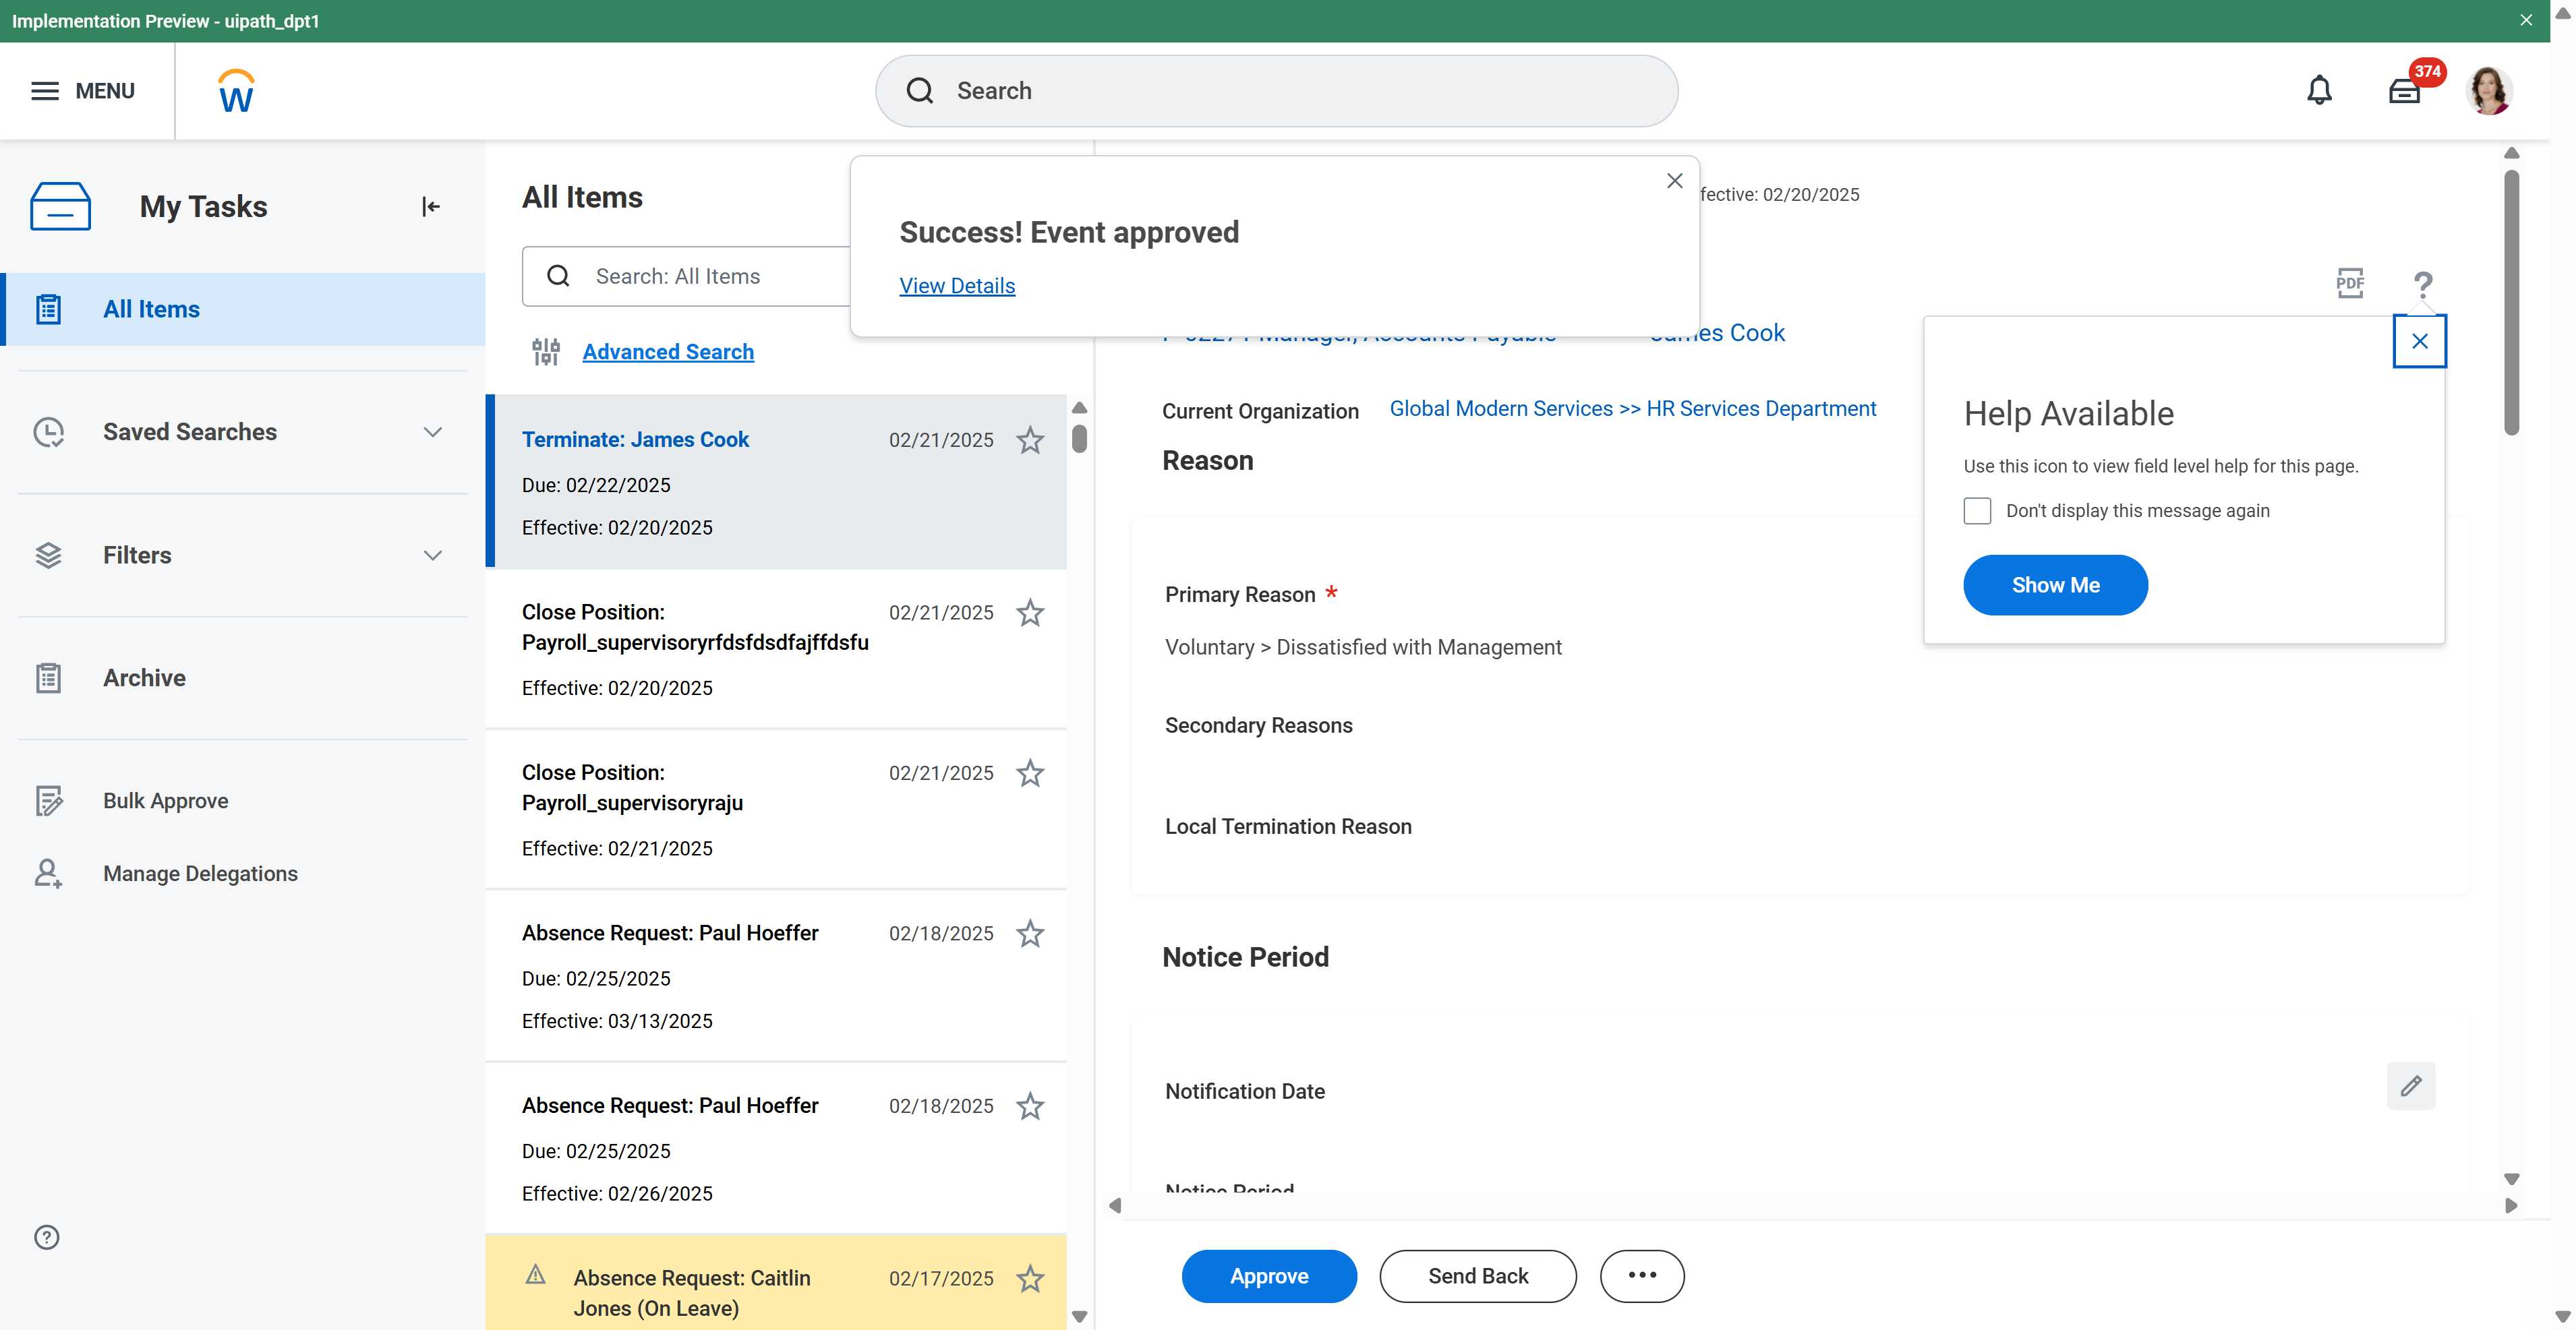 Implementation Preview - uipath_dpt1
MENU
W
Search
374
My Tasks
All Items
Saved Searches
Filters
Archive
Bulk Approve
Manage Delegations
All Items
Search: All Items
Advanced Search
Terminate: James Cook 02/21/2025
Due: 02/22/2025
Effective: 02/20/2025
Close Position: 02/21/2025
Payroll_supervisoryrfdsfdsdfajffdsfu
Effective: 02/20/2025
Close Position: 02/21/2025
Payroll_supervisoryraju
Effective: 02/21/2025
Absence Request: Paul Hoeffer 02/18/2025
Due: 02/25/2025
Effective: 03/13/2025
Absence Request: Paul Hoeffer 02/18/2025
Due: 02/25/2025
Effective: 02/26/2025
Absence Request: Caitlin 02/17/2025
Jones (On Leave)
Success! Event approved
View Details
fective: 02/20/2025
PDF
Manager, Accounts Payable James Cook
Current Organization Global Modern Services >> HR Services Department
Reason
Primary Reason *
Voluntary > Dissatisfied with Management
Secondary Reasons
Local Termination Reason
Notice Period
Notification Date
Notice Period
Help Available
Use this icon to view field level help for this page.
Don't display this message again
Show Me
Approve
Send Back